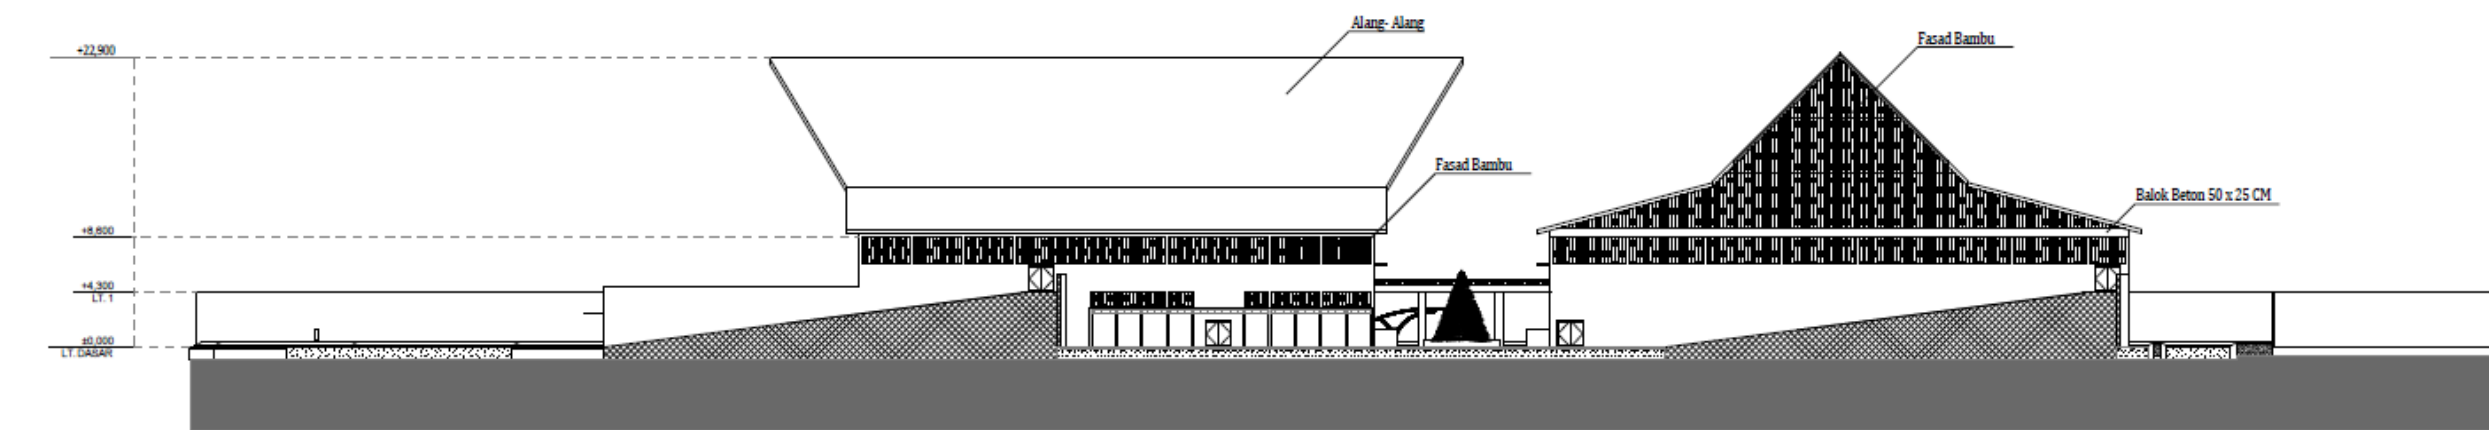 Alang- Alang
Fasad Bambu
+22,900
Fasad Bambu
Balok Beton 50 x 25 CM
+8,600
+4,300
LT. 1
±0,000
LT. DASAR